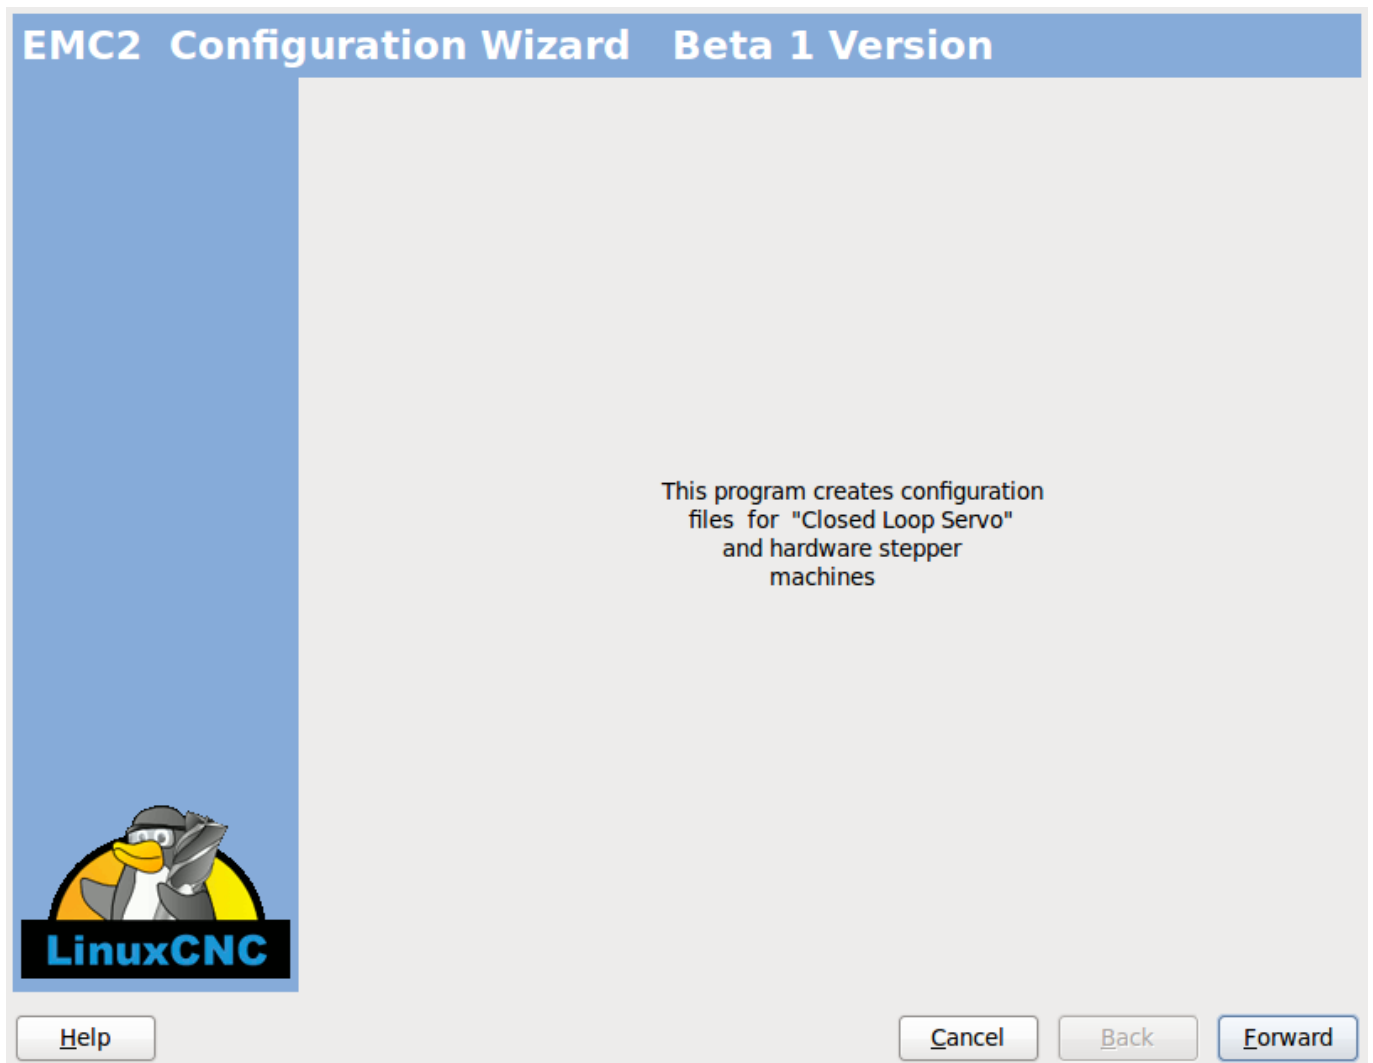 EMC2  Configuration Wizard   Beta 1 Version
This program creates configuration
files  for  "Closed Loop Servo"
and hardware stepper
machines
LinuxCNC
Help
Cancel
Back
Forward